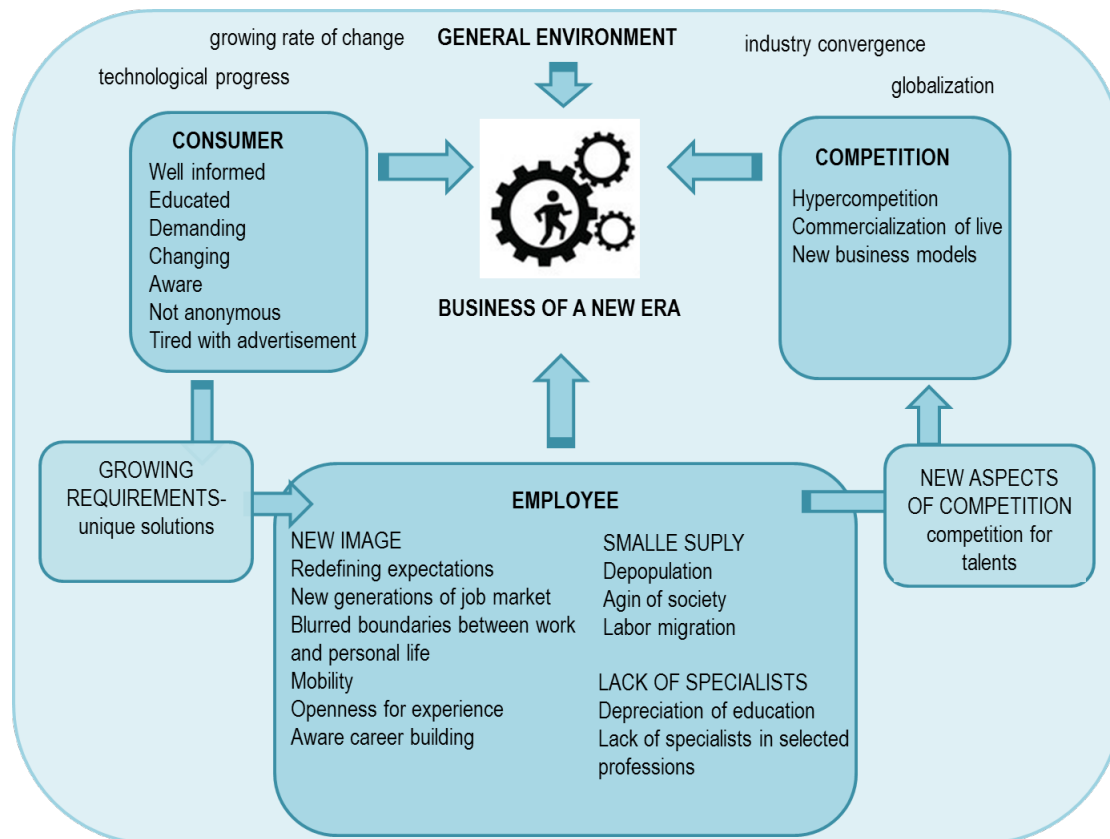 growing rate of change
GENERAL ENVIRONMENT
industry convergence
technological progress
globalization
CONSUMER
Well informed
Educated
Demanding
Changing
Aware
Not anonymous
Tired with advertisement
COMPETITION
Hypercompetition
Commercialization of live
New business models
BUSINESS OF A NEW ERA
GROWING
REQUIREMENTS-
unique solutions
EMPLOYEE
NEW IMAGE
Redefining expectations
New generations of job market
Blurred boundaries between work
and personal life
Mobility
Openness for experience
Aware career building
SMALLE SUPLY
Depopulation
Agin of society
Labor migration
LACK OF SPECIALISTS
Depreciation of education
Lack of specialists in selected
professions
NEW ASPECTS
OF COMPETITION
competition for
talents